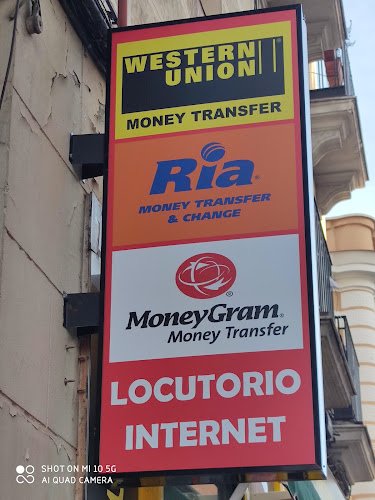 WESTERN
UNION
MONEY TRANSFER
Ria
MONEY TRANSFER
& CHANGE
MoneyGram
Money Transfer
LOCUTORIO
INTERNET
SHOT ON MI 10 5G
AI QUAD CAMERA